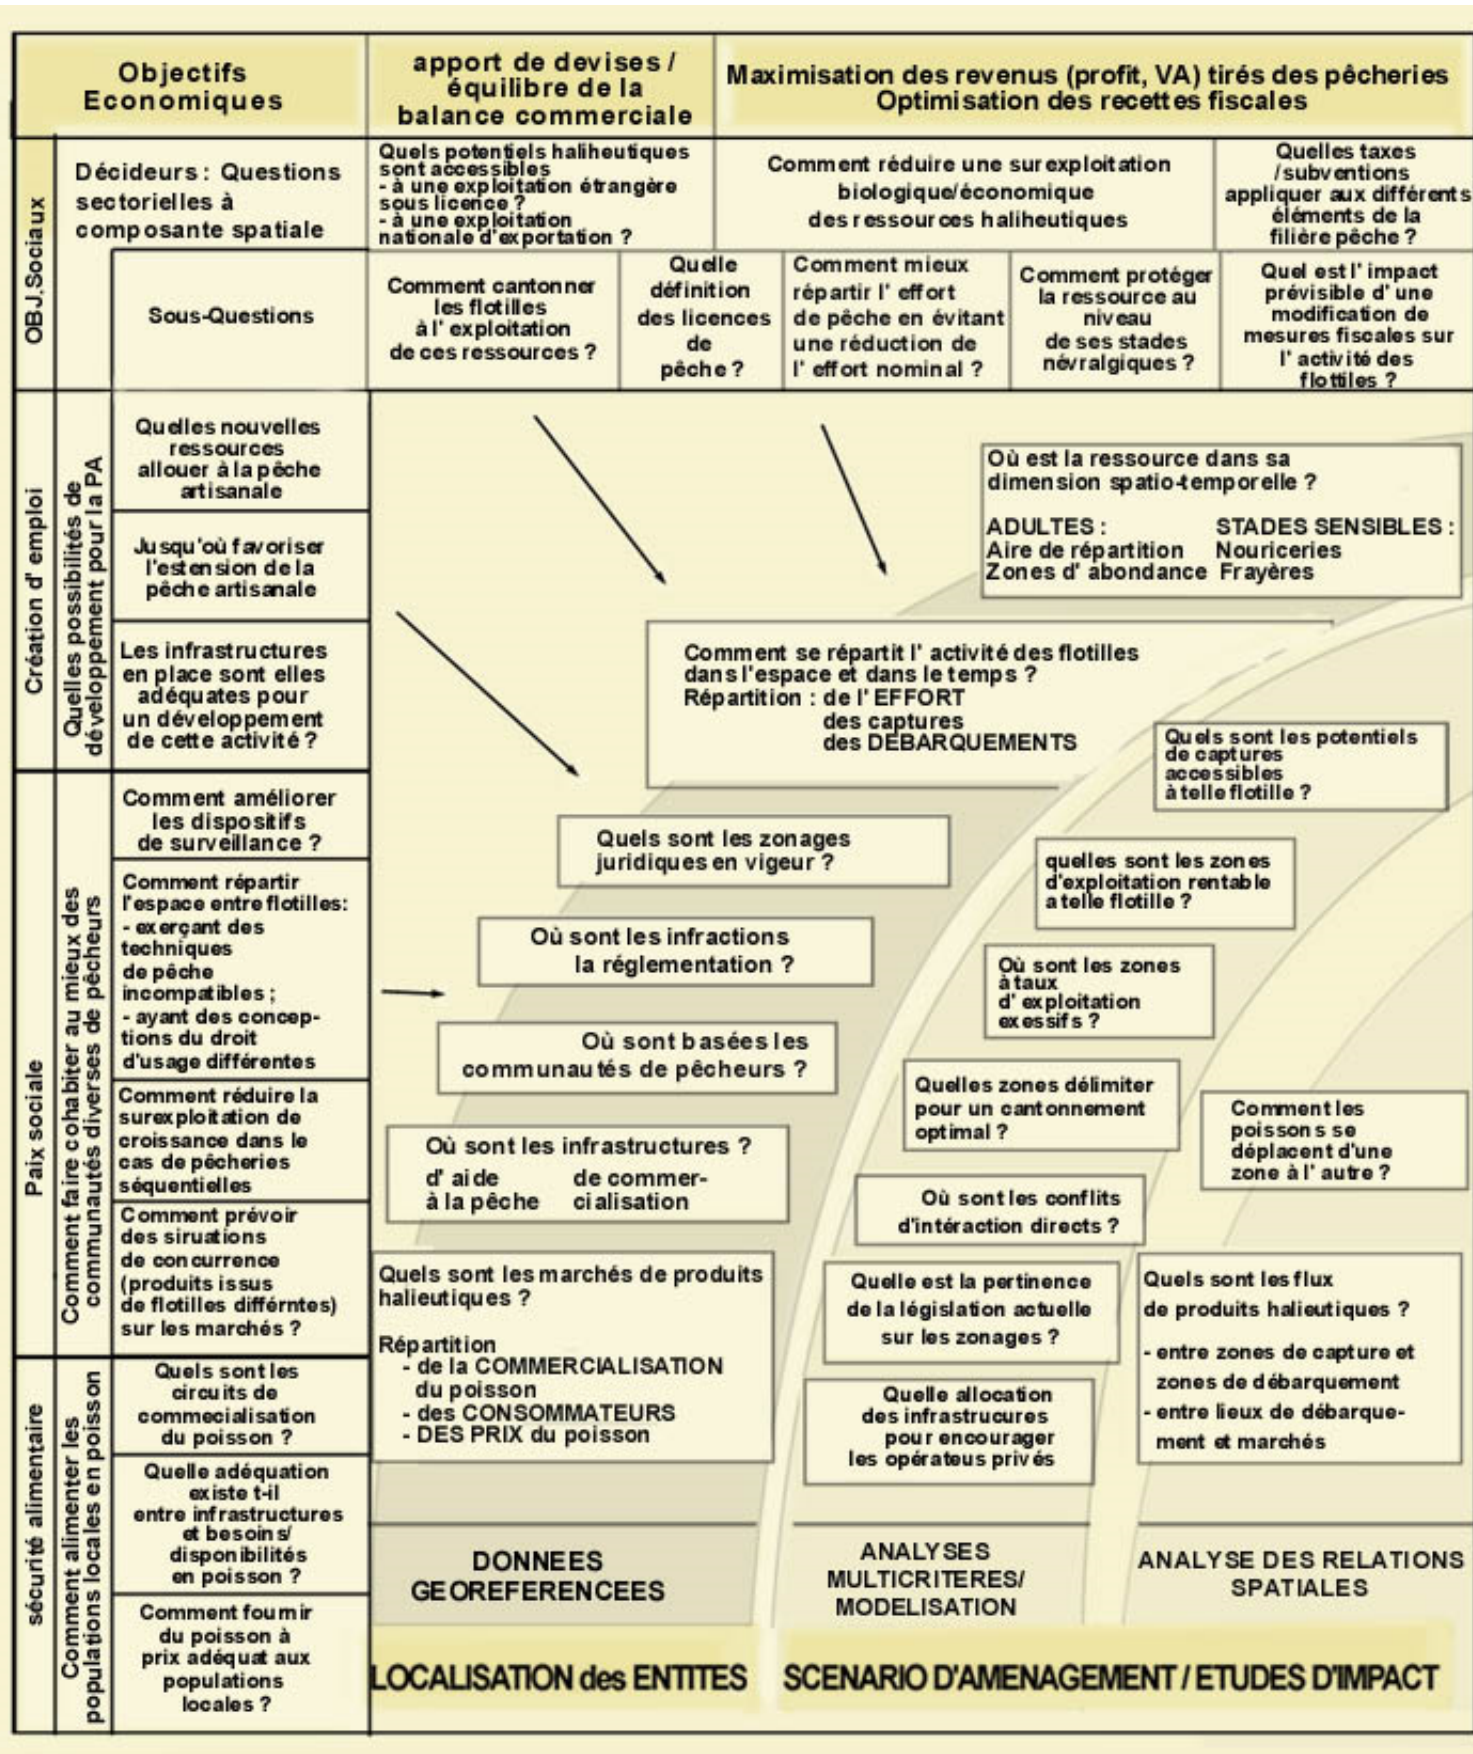 Objectifs
Economiques
apport de devises /
équilibre de la
balance commerciale
Maximisation des revenus (profit, VA) tirés des pêcheries
Optimisation des recettes fiscales
OBJ.Sociaux
Décideurs : Questions
sectorielles à
composante spatiale
Quels potentiels haliheutiques
sont accessibles
- à une exploitation étrangère
sous licence ?
- à une exploitation
nationale d'exportation ?
Comment réduire une surexploitation
biologique/économique
des ressources haliheutiques
Quelles taxes
/subventions
appliquer aux différents
éléments de la
filière pêche ?
Sous-Questions
Comment cantonner
les flotilles
à l' exploitation
de ces ressources ?
Quelle
définition
des licences
de
pêche ?
Comment mieux
répartir l' effort
de pêche en évitant
une réduction de
l' effort nominal ?
Comment protéger
la ressource au
niveau
de ses stades
névralgiques ?
Quel est l' impact
prévisible d' une
modification de
mesures fiscales sur
l' activité des
flottiles ?
Création d' emploi
Quelles possibilités de
développement pour la PA
Quelles nouvelles
ressources
allouer à la pêche
artisanale
Jusqu'où favoriser
l'estension de la
pêche artisanale
Les infrastructures
en place sont elles
adéquates pour
un développement
de cette activité ?
Paix sociale
Comment faire cohabiter au mieux des
communautés diverses de pêcheurs
Comment améliorer
les dispositifs
de surveillance ?
Comment répartir
l'espace entre flotilles:
- exerçant des
techniques
de pêche
incompatibles ;
- ayant des concep-
tions du droit
d'usage différentes
Comment réduire la
surexploitation de
croissance dans le
cas de pêcheries
séquentielles
Comment prévoir
des siruations
de concurrence
(produits issus
de flotilles différntes)
sur les marchés ?
sécurité alimentaire
Comment alimenter les
populations locales en poisson
Quels sont les
circuits de
commecialisation
du poisson ?
Quelle adéquation
existe t-il
entre infrastructures
et besoins/
disponibilités
en poisson ?
Comment fournir
du poisson à
prix adéquat aux
populations
locales ?
Où est la ressource dans sa
dimension spatio-temporelle ?
ADULTES : STADES SENSIBLES :
Aire de répartition Nouriceries
Zones d' abondance Frayères
Comment se répartit l' activité des flotilles
dans l'espace et dans le temps ?
Répartition : de l' EFFORT
des captures
des DEBARQUEMENTS
Quels sont les potentiels
de captures
accessibles
à telle flotille ?
Quels sont les zonages
juridiques en vigeur ?
quelles sont les zones
d'exploitation rentable
a telle flotille ?
Où sont les infractions
la réglementation ?
Où sont les zones
à taux
d' exploitation
exessifs ?
Où sont basées les
communautés de pêcheurs ?
Quelles zones délimiter
pour un cantonnement
optimal ?
Comment les
poissons se
déplacent d'une
zone à l' autre ?
Où sont les infrastructures ?
d' aide de commer-
à la pêche cialisation
Où sont les conflits
d'intéraction directs ?
Quels sont les marchés de produits
halieutiques ?
Répartition
- de la COMMERCIALISATION
du poisson
- des CONSOMMATEURS
- DES PRIX du poisson
Quelle est la pertinence
de la législation actuelle
sur les zonages ?
Quels sont les flux
de produits halieutiques ?
- entre zones de capture et
zones de débarquement
- entre lieux de débarque-
ment et marchés
Quelle allocation
des infrastrucures
pour encourager
les opérateus privés
DONNEES
GEOREFERENCEES
ANALYSES
MULTICRITERES/
MODELISATION
ANALYSE DES RELATIONS
SPATIALES
LOCALISATION des ENTITES
SCENARIO D'AMENAGEMENT / ETUDES D'IMPACT